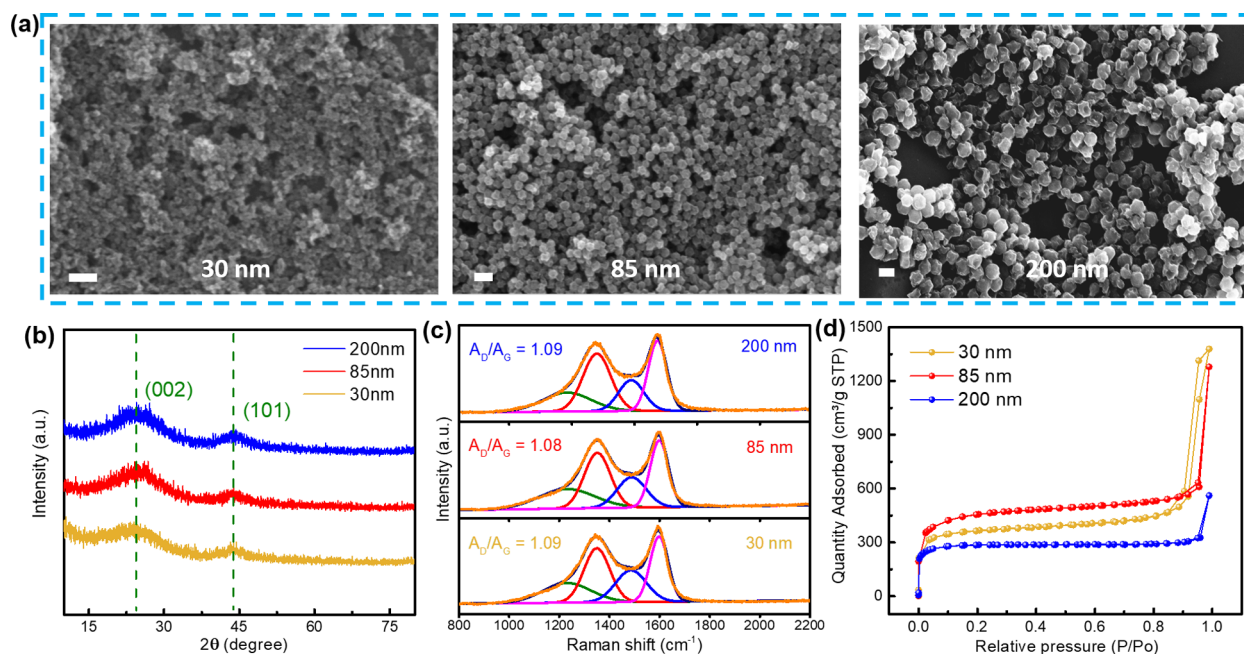 (a)
30 nm
85 nm
200 nm
(b)
200nm
85nm
30nm
(002)
(101)
Intensity (a.u.)
15 30 45 60 75
2θ (degree)
(c)
A_D/A_G = 1.09
200 nm
A_D/A_G = 1.08
85 nm
A_D/A_G = 1.09
30 nm
Intensity (a.u.)
800 1000 1200 1400 1600 1800 2000 2200
Raman shift (cm⁻¹)
(d)
30 nm
85 nm
200 nm
Quantity Adsorbed (cm³/g STP)
1500
1200
900
600
300
0
0.0 0.2 0.4 0.6 0.8 1.0
Relative pressure (P/Po)